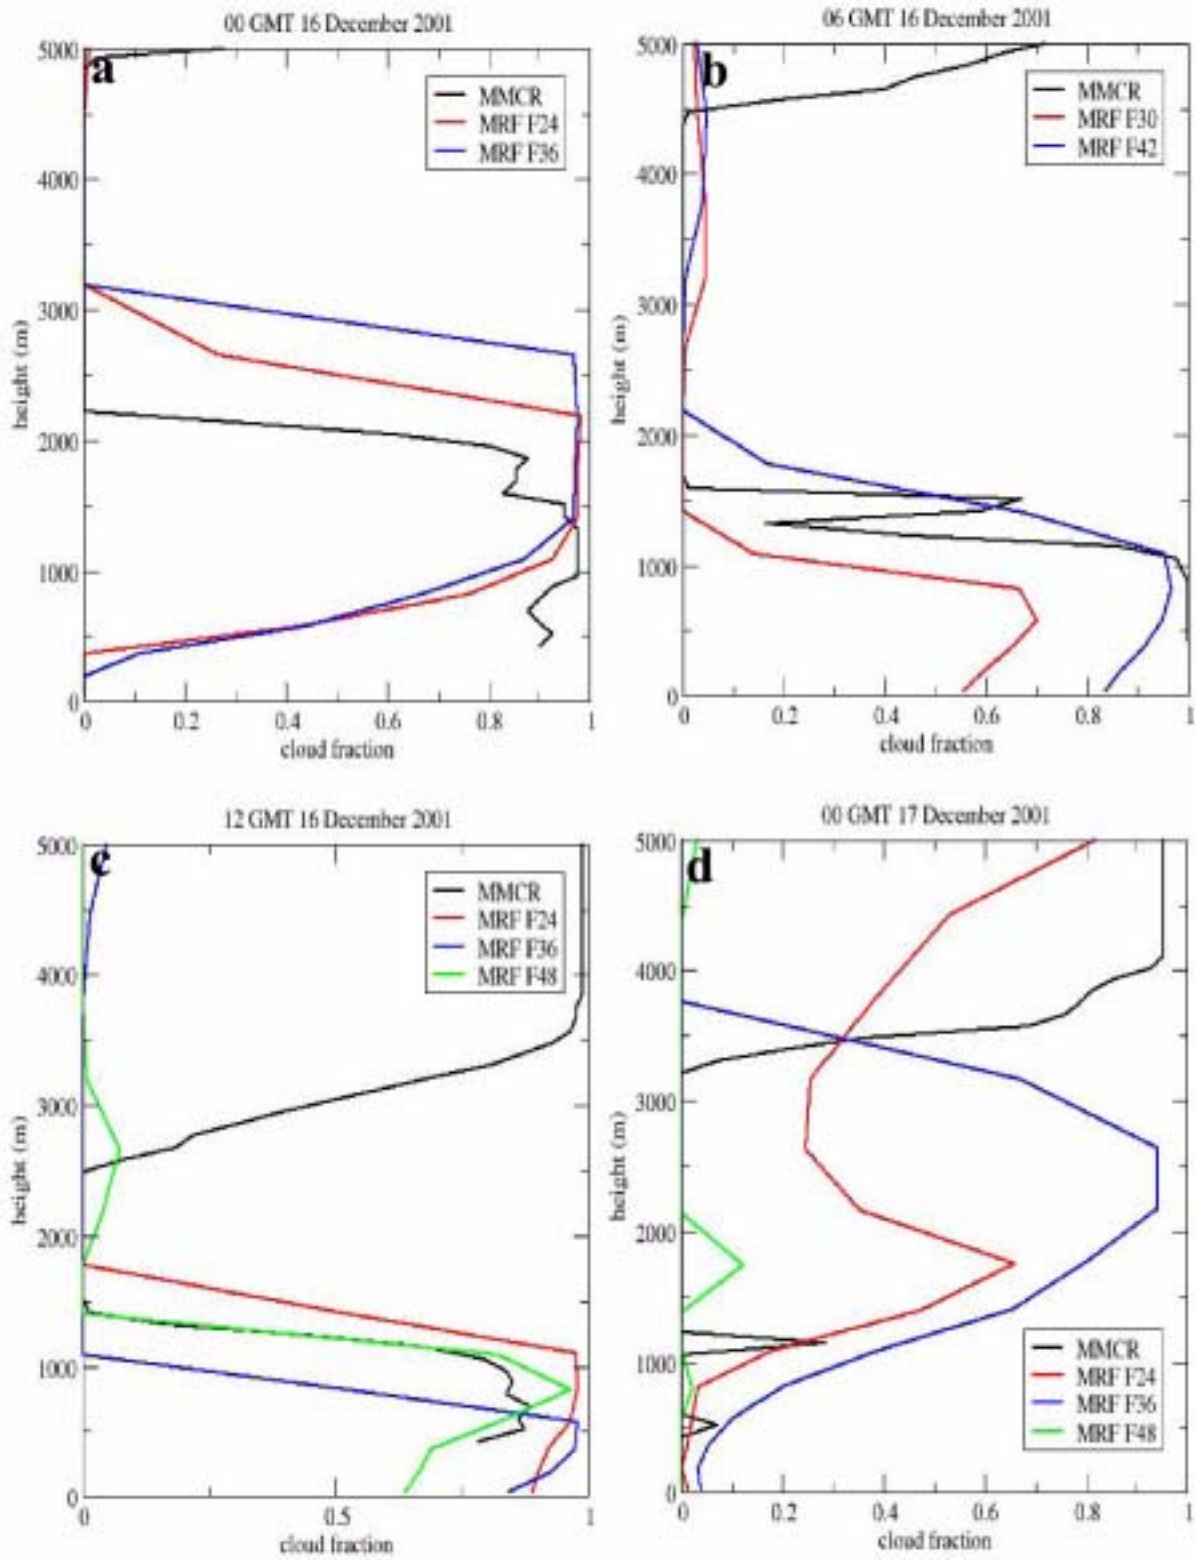 00 GMT 16 December 2001
a
MMCR
MRF F24
MRF F36
5000
4000
3000
2000
1000
0
height (m)
0 0.2 0.4 0.6 0.8 1
cloud fraction
06 GMT 16 December 2001
b
MMCR
MRF F30
MRF F42
5000
4000
3000
2000
1000
0
height (m)
0 0.2 0.4 0.6 0.8 1
cloud fraction
12 GMT 16 December 2001
c
MMCR
MRF F24
MRF F36
MRF F48
5000
4000
3000
2000
1000
0
height (m)
0 0.5 1
cloud fraction
00 GMT 17 December 2001
d
5000
4000
3000
2000
1000
0
height (m)
MMCR
MRF F24
MRF F36
MRF F48
0 0.2 0.4 0.6 0.8 1
cloud fraction